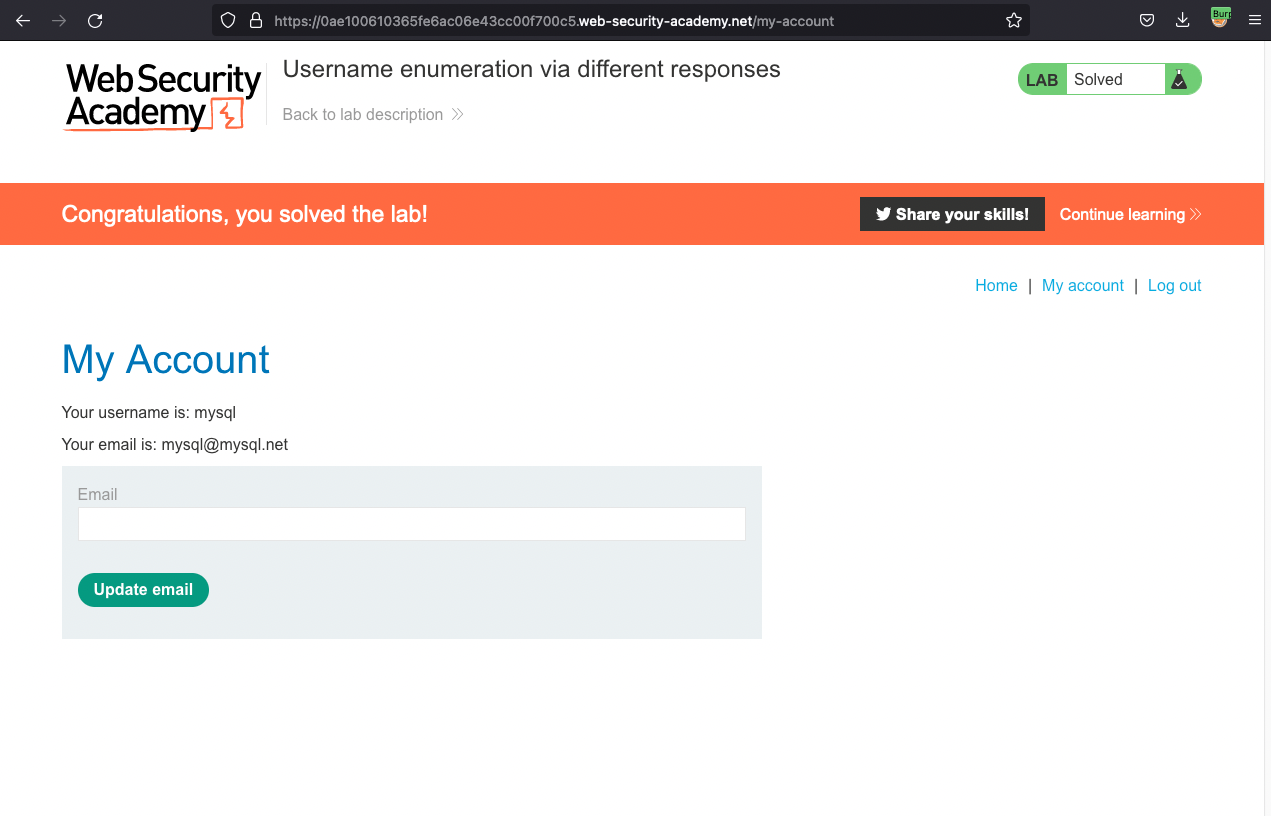 https://0ae100610365fe6ac06e43cc00f700c5.web-security-academy.net/my-account
Burp
Web Security
Academy
Username enumeration via different responses
Back to lab description
LAB Solved
Congratulations, you solved the lab!
Share your skills! Continue learning
Home | My account | Log out
My Account
Your username is: mysql
Your email is: mysql@mysql.net
Email
Update email